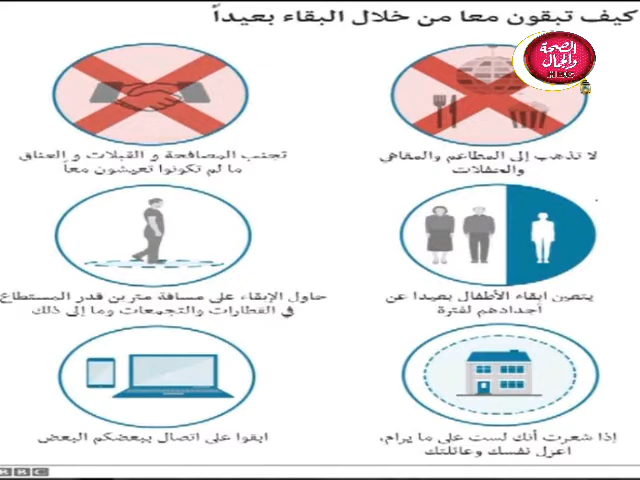 كيف تبقون معا من خلال البقاء بعيداً
الصحة
والجمال
لا تذهب إلى المطاعم والمقاهي
والحفلات
تجنب المصافحة و القبلات و العناق
ما لم تكونوا تعيشون معاً
يتعين ابقاء الأطفال بعيدا عن
أجدادهم لفترة
حاول الإبقاء على مسافة مترين قدر المستطاع
في القطارات والتجمعات وما إلى ذلك
إذا شعرت أنك لست على ما يرام,
اعزل نفسك وعائلتك
ابقوا على اتصال ببعضكم البعض
BBC